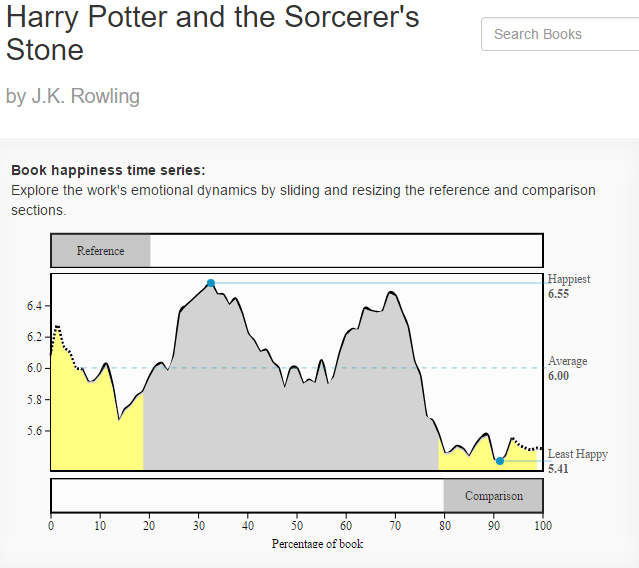 Harry Potter and the Sorcerer's
Stone
Search Books
by J.K. Rowling
Book happiness time series:
Explore the work's emotional dynamics by sliding and resizing the reference and comparison
sections.
Reference
Happiest
6.55
6.4
6.2
6.0
5.8
5.6
Average
6.00
Least Happy
5.41
Comparison
0 10 20 30 40 50 60 70 80 90 100
Percentage of book